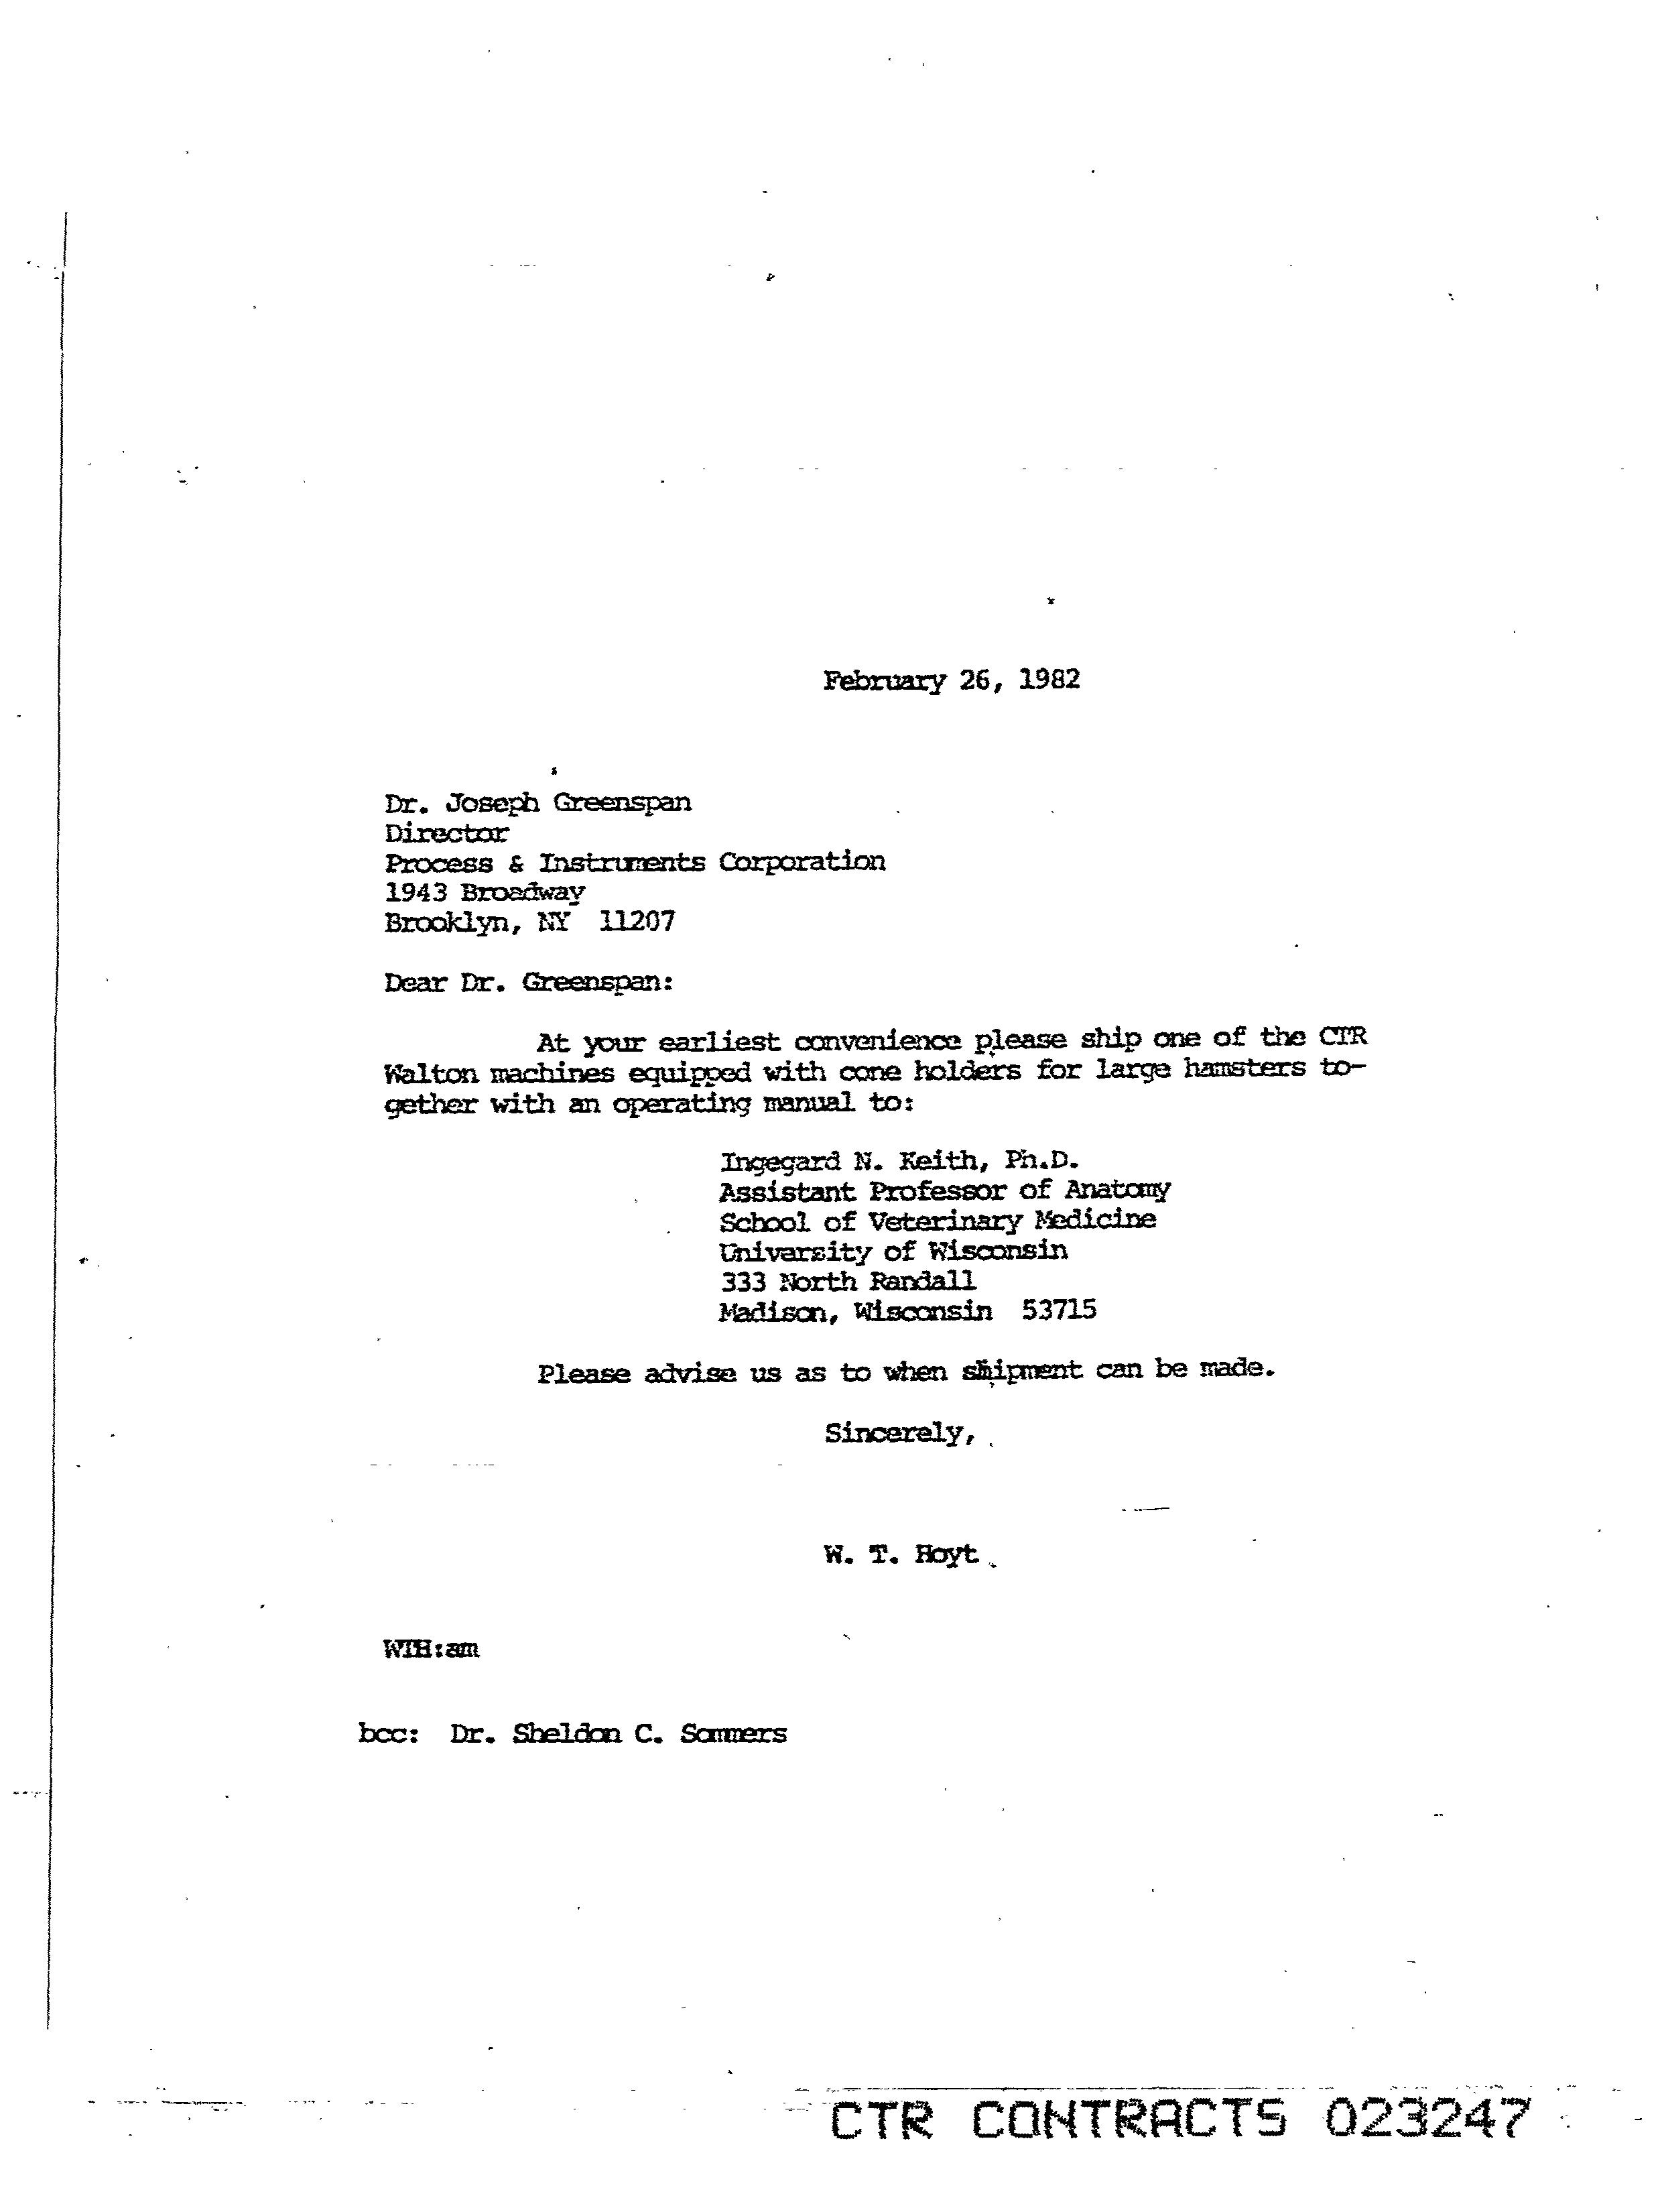 February 26, 1982
Dr. Joseph Greenspan
Director
Process & Instruments Corporation
1943 Broadway
Brooklyn, NY 11207
Dear Dr. Greenspan:
At your earliest convenience please ship one of the CTR
Walton machines equipped with cone holders for large hamsters to-
gether with an operating manual to:
Ingegard N. Keith, Ph.D.
Assistant Professor of Anatomy
School of Veterinary Medicine
University of Wisconsin
333 North Randall
Madison, Wisconsin 53715
Please advise us as to when shipment can be made.
Sincerely,
W. T. Hoyt
WTH:am
bcc: Dr. Sheldon C. Sommers
CTR CONTRACTS 023247